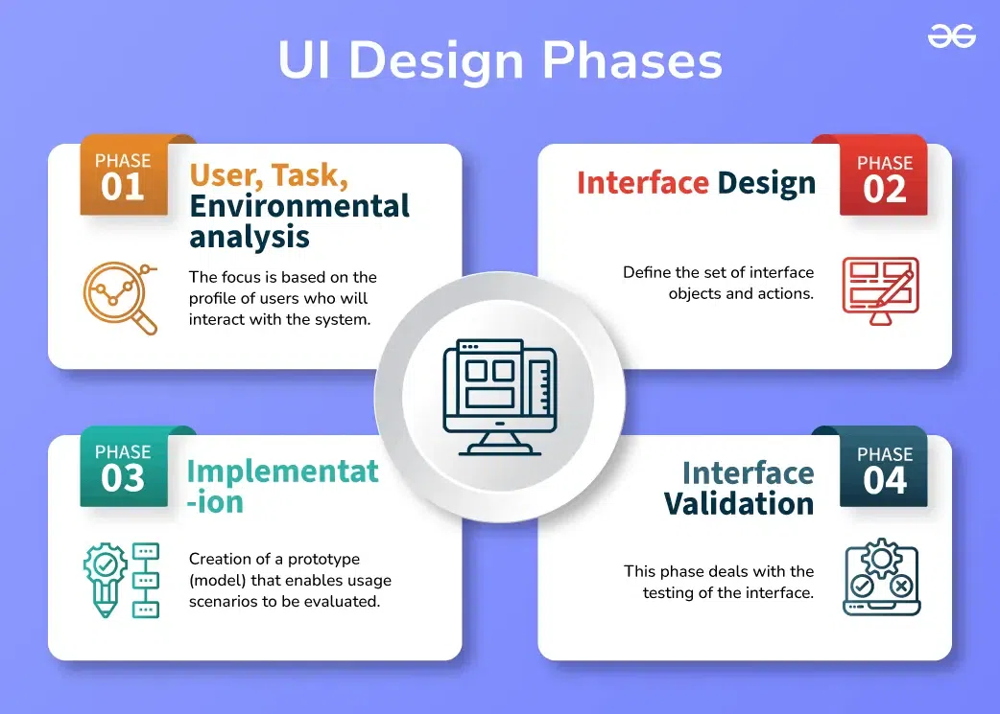 UI Design Phases
PHASE
01
User, Task,
Environmental
analysis
The focus is based on the
profile of users who will
interact with the system.
PHASE
02
Interface Design
Define the set of interface
objects and actions.
PHASE
03
Implementat
-ion
Creation of a prototype
(model) that enables usage
scenarios to be evaluated.
PHASE
04
Interface
Validation
This phase deals with the
testing of the interface.